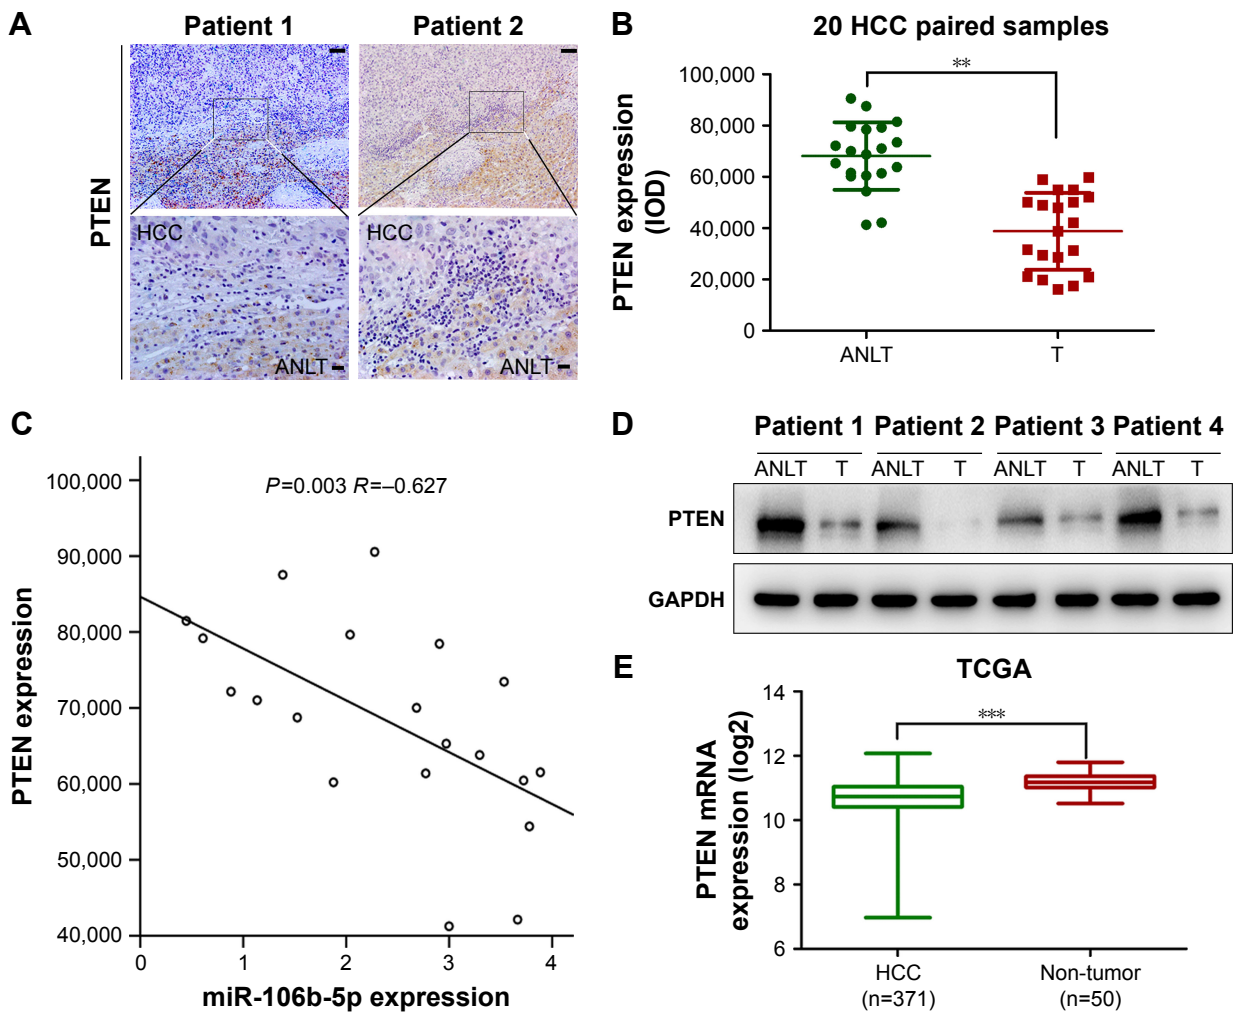 A
Patient 1
Patient 2
PTEN
HCC
ANLT
HCC
ANLT
B
20 HCC paired samples
PTEN expression
(IOD)
100,000
80,000
60,000
40,000
20,000
0
**
ANLT
T
C
PTEN expression
100,000
90,000
80,000
70,000
60,000
50,000
40,000
P=0.003 R=–0.627
0
1
2
3
4
miR-106b-5p expression
D
Patient 1 Patient 2 Patient 3 Patient 4
ANLT T ANLT T ANLT T ANLT T
PTEN
GAPDH
E
TCGA
PTEN mRNA
expression (log2)
14
12
10
8
6
***
HCC
(n=371)
Non-tumor
(n=50)